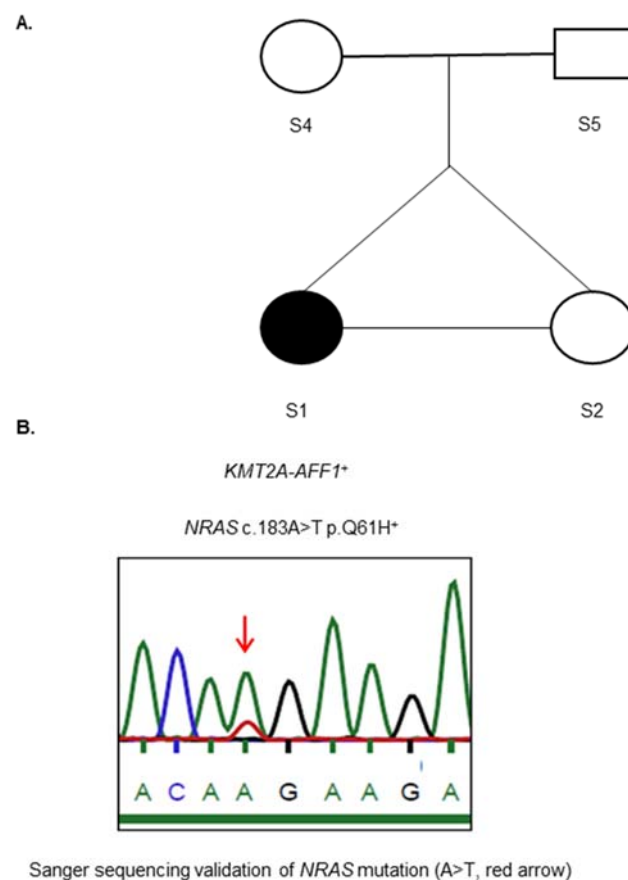 A.
S4 S5
S1 S2
B.
KMT2A-AFF1⁺
NRAS c.183A>T p.Q61H⁺
A C A A G A A G A
Sanger sequencing validation of NRAS mutation (A>T, red arrow)